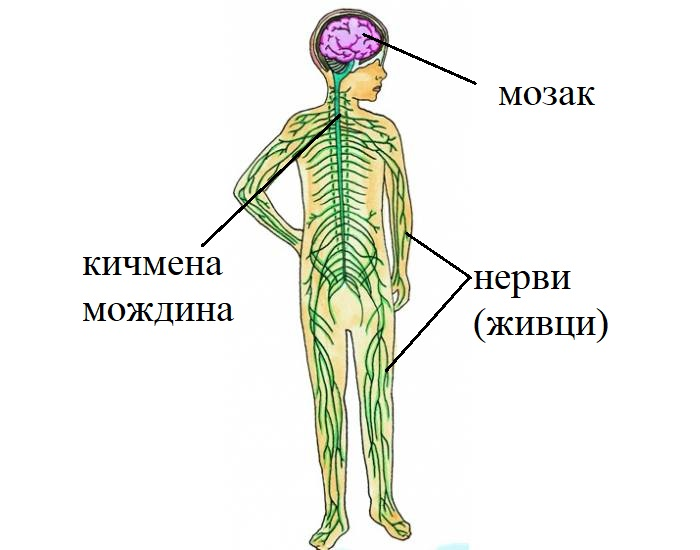 мозак
кичмена
мождина
нерви
(живци)